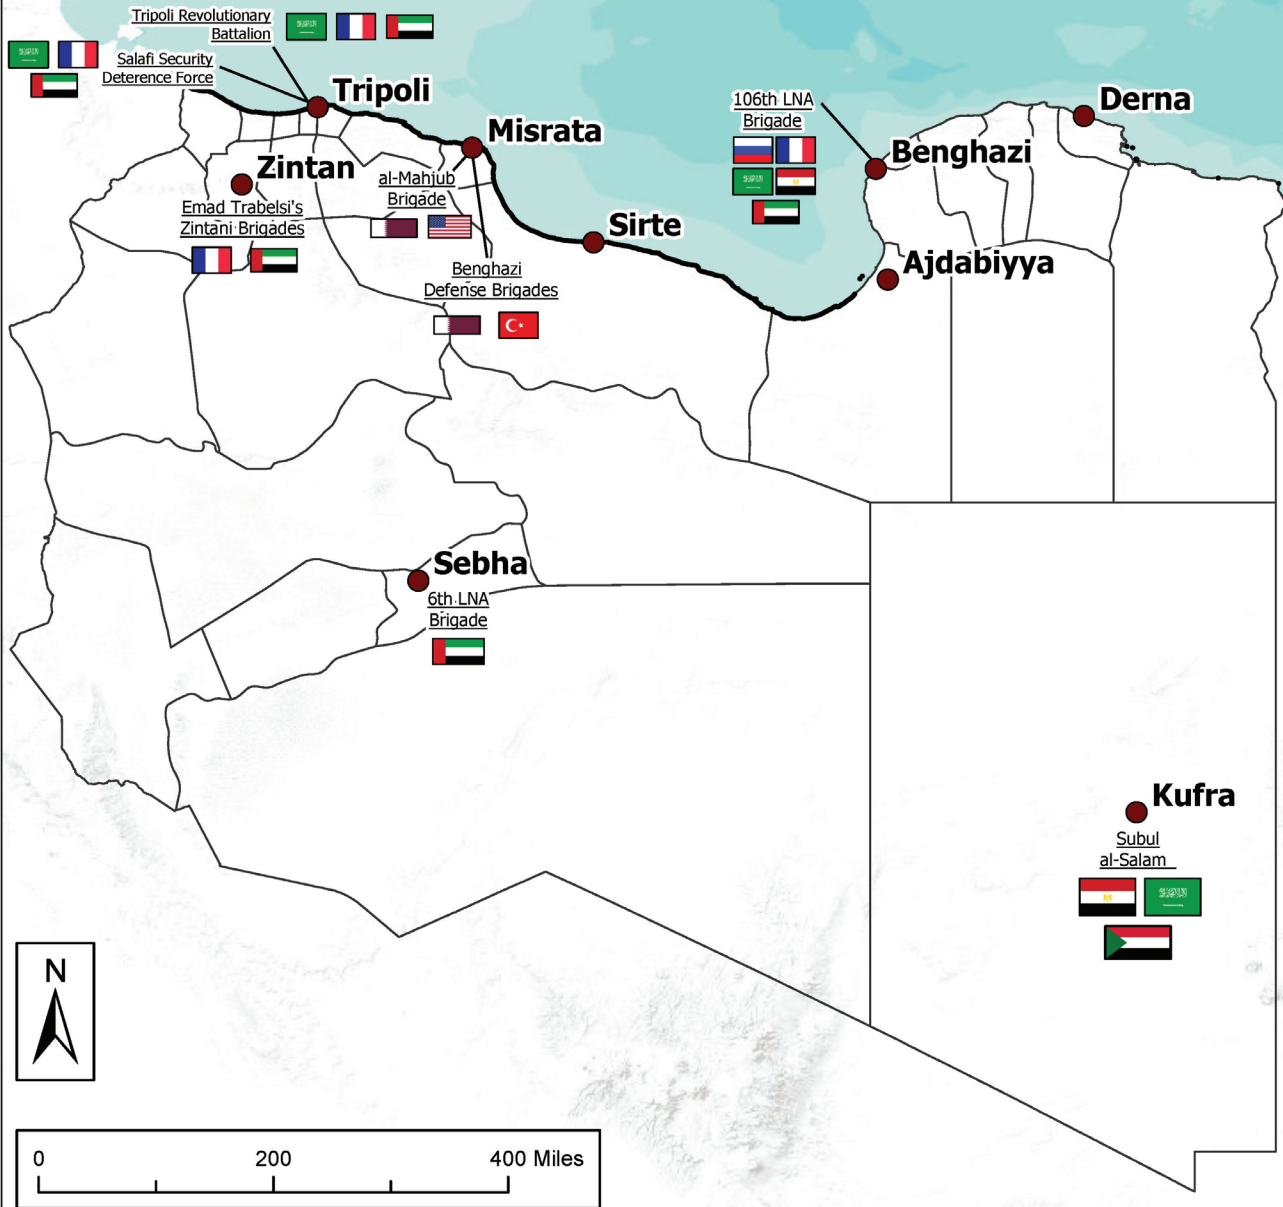 Tripoli Revolutionary
Battalion
Salafi Security
Deterence Force
Tripoli
Misrata
106th LNA
Brigade
Derna
Benghazi
Zintan
al-Mahjub
Brigade
Emad Trabelsi's
Zintani Brigades
Sirte
Ajdabiyya
Benghazi
Defense Brigades
Sebha
6th LNA
Brigade
Kufra
Subul
al-Salam
N
0 200 400 Miles